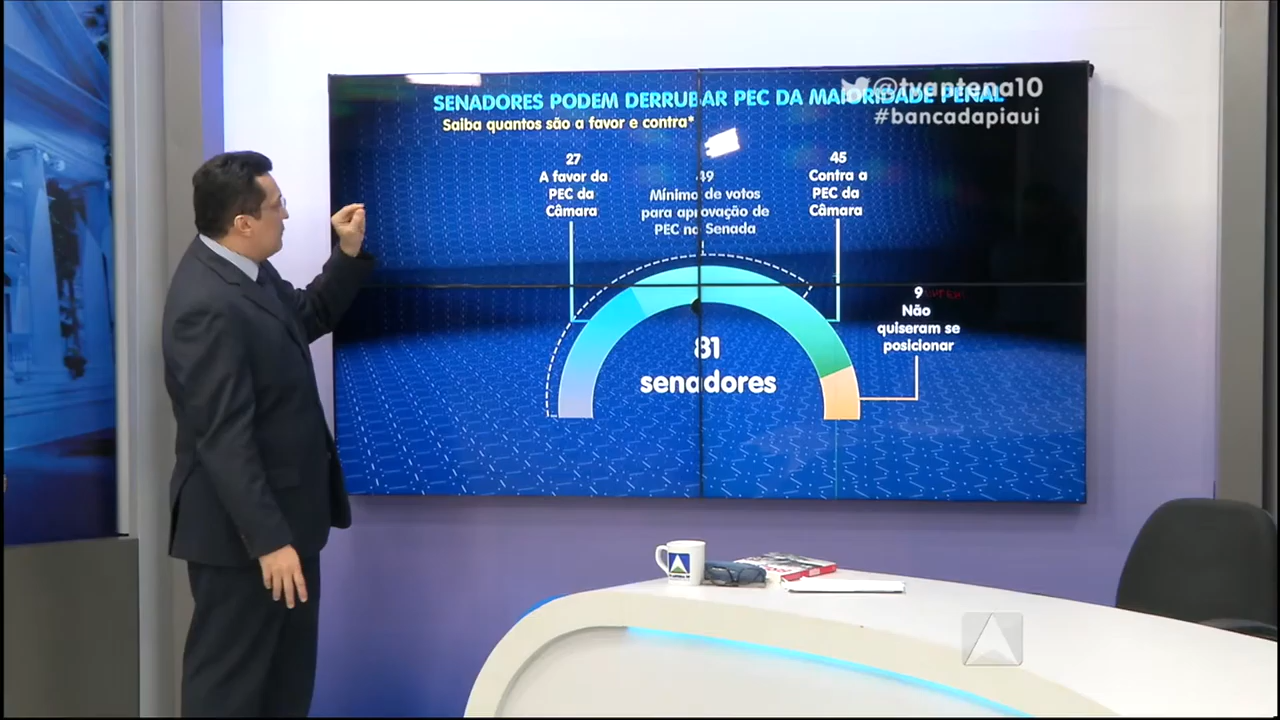 SENADORES PODEM DERRUBAR PEC DA MAIORIDADE PENAL
@tvantena10
#bancadapiaui
Saiba quantos são a favor e contra*
27
A favor da
PEC da
Câmara
49
Mínimo de votos
para aprovação de
PEC no Senado
45
Contra a
PEC da
Câmara
9
Não
quiseram se
posicionar
81
senadores